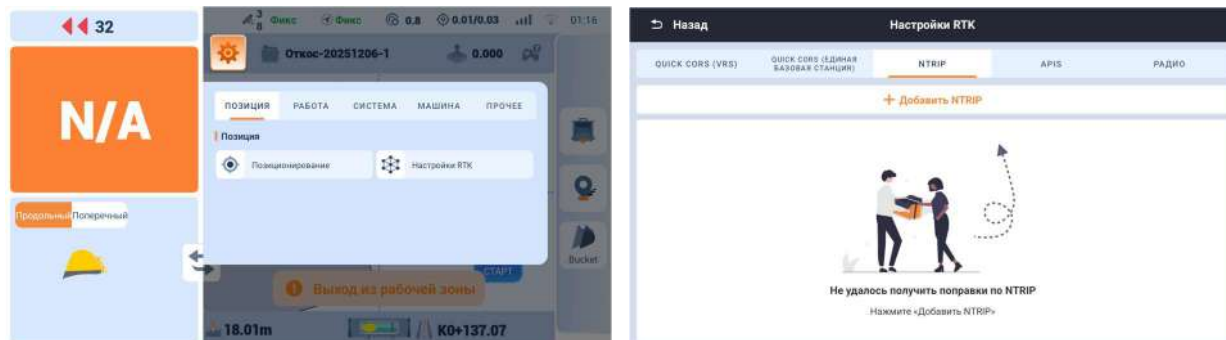 32
N/A
Продольный Поперечный
3
8
Фикс
Фикс
0.8
0.01/0.03
01:16
Откос-20251206-1
0.000
ПОЗИЦИЯ РАБОТА СИСТЕМА МАШИНА ПРОЧЕЕ
Позиция
Позиционирование
Настройки RTK
Bucket
СТАРТ
Выход из рабочей зоны
18.01m
K0+137.07
Назад
Настройки RTK
QUICK CORS (VRS)
QUICK CORS (ЕДИНАЯ
БАЗОВАЯ СТАНЦИЯ)
NTRIP
APIS
РАДИО
+ Добавить NTRIP
Не удалось получить поправки по NTRIP
Нажмите «Добавить NTRIP»